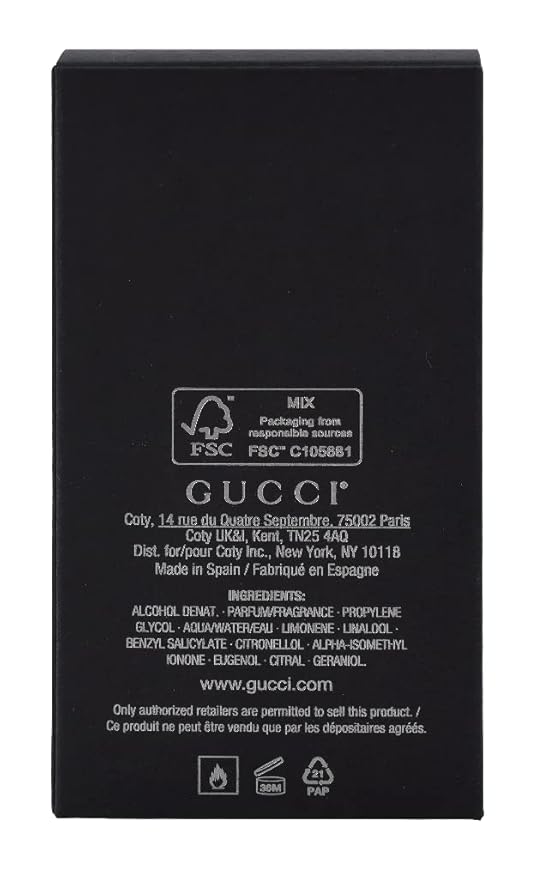 MIX
Packaging from
responsible sources
FSC™
FSC™ C105881
GUCCI®
Coty, 14 rue du Quatre Septembre, 75002 Paris
Coty UK&I, Kent, TN25 4AQ
Dist. for/pour Coty Inc., New York, NY 10118
Made in Spain / Fabriqué en Espagne
INGREDIENTS:
ALCOHOL DENAT. · PARFUM/FRAGRANCE · PROPYLENE
GLYCOL · AQUA/WATER/EAU · LIMONENE · LINALOOL ·
BENZYL SALICYLATE · CITRONELLOL · ALPHA-ISOMETHYL
IONONE · EUGENOL · CITRAL · GERANIOL.
www.gucci.com
Only authorized retailers are permitted to sell this product. /
Ce produit ne peut être vendu que par les dépositaires agréés.
36M
21
PAP